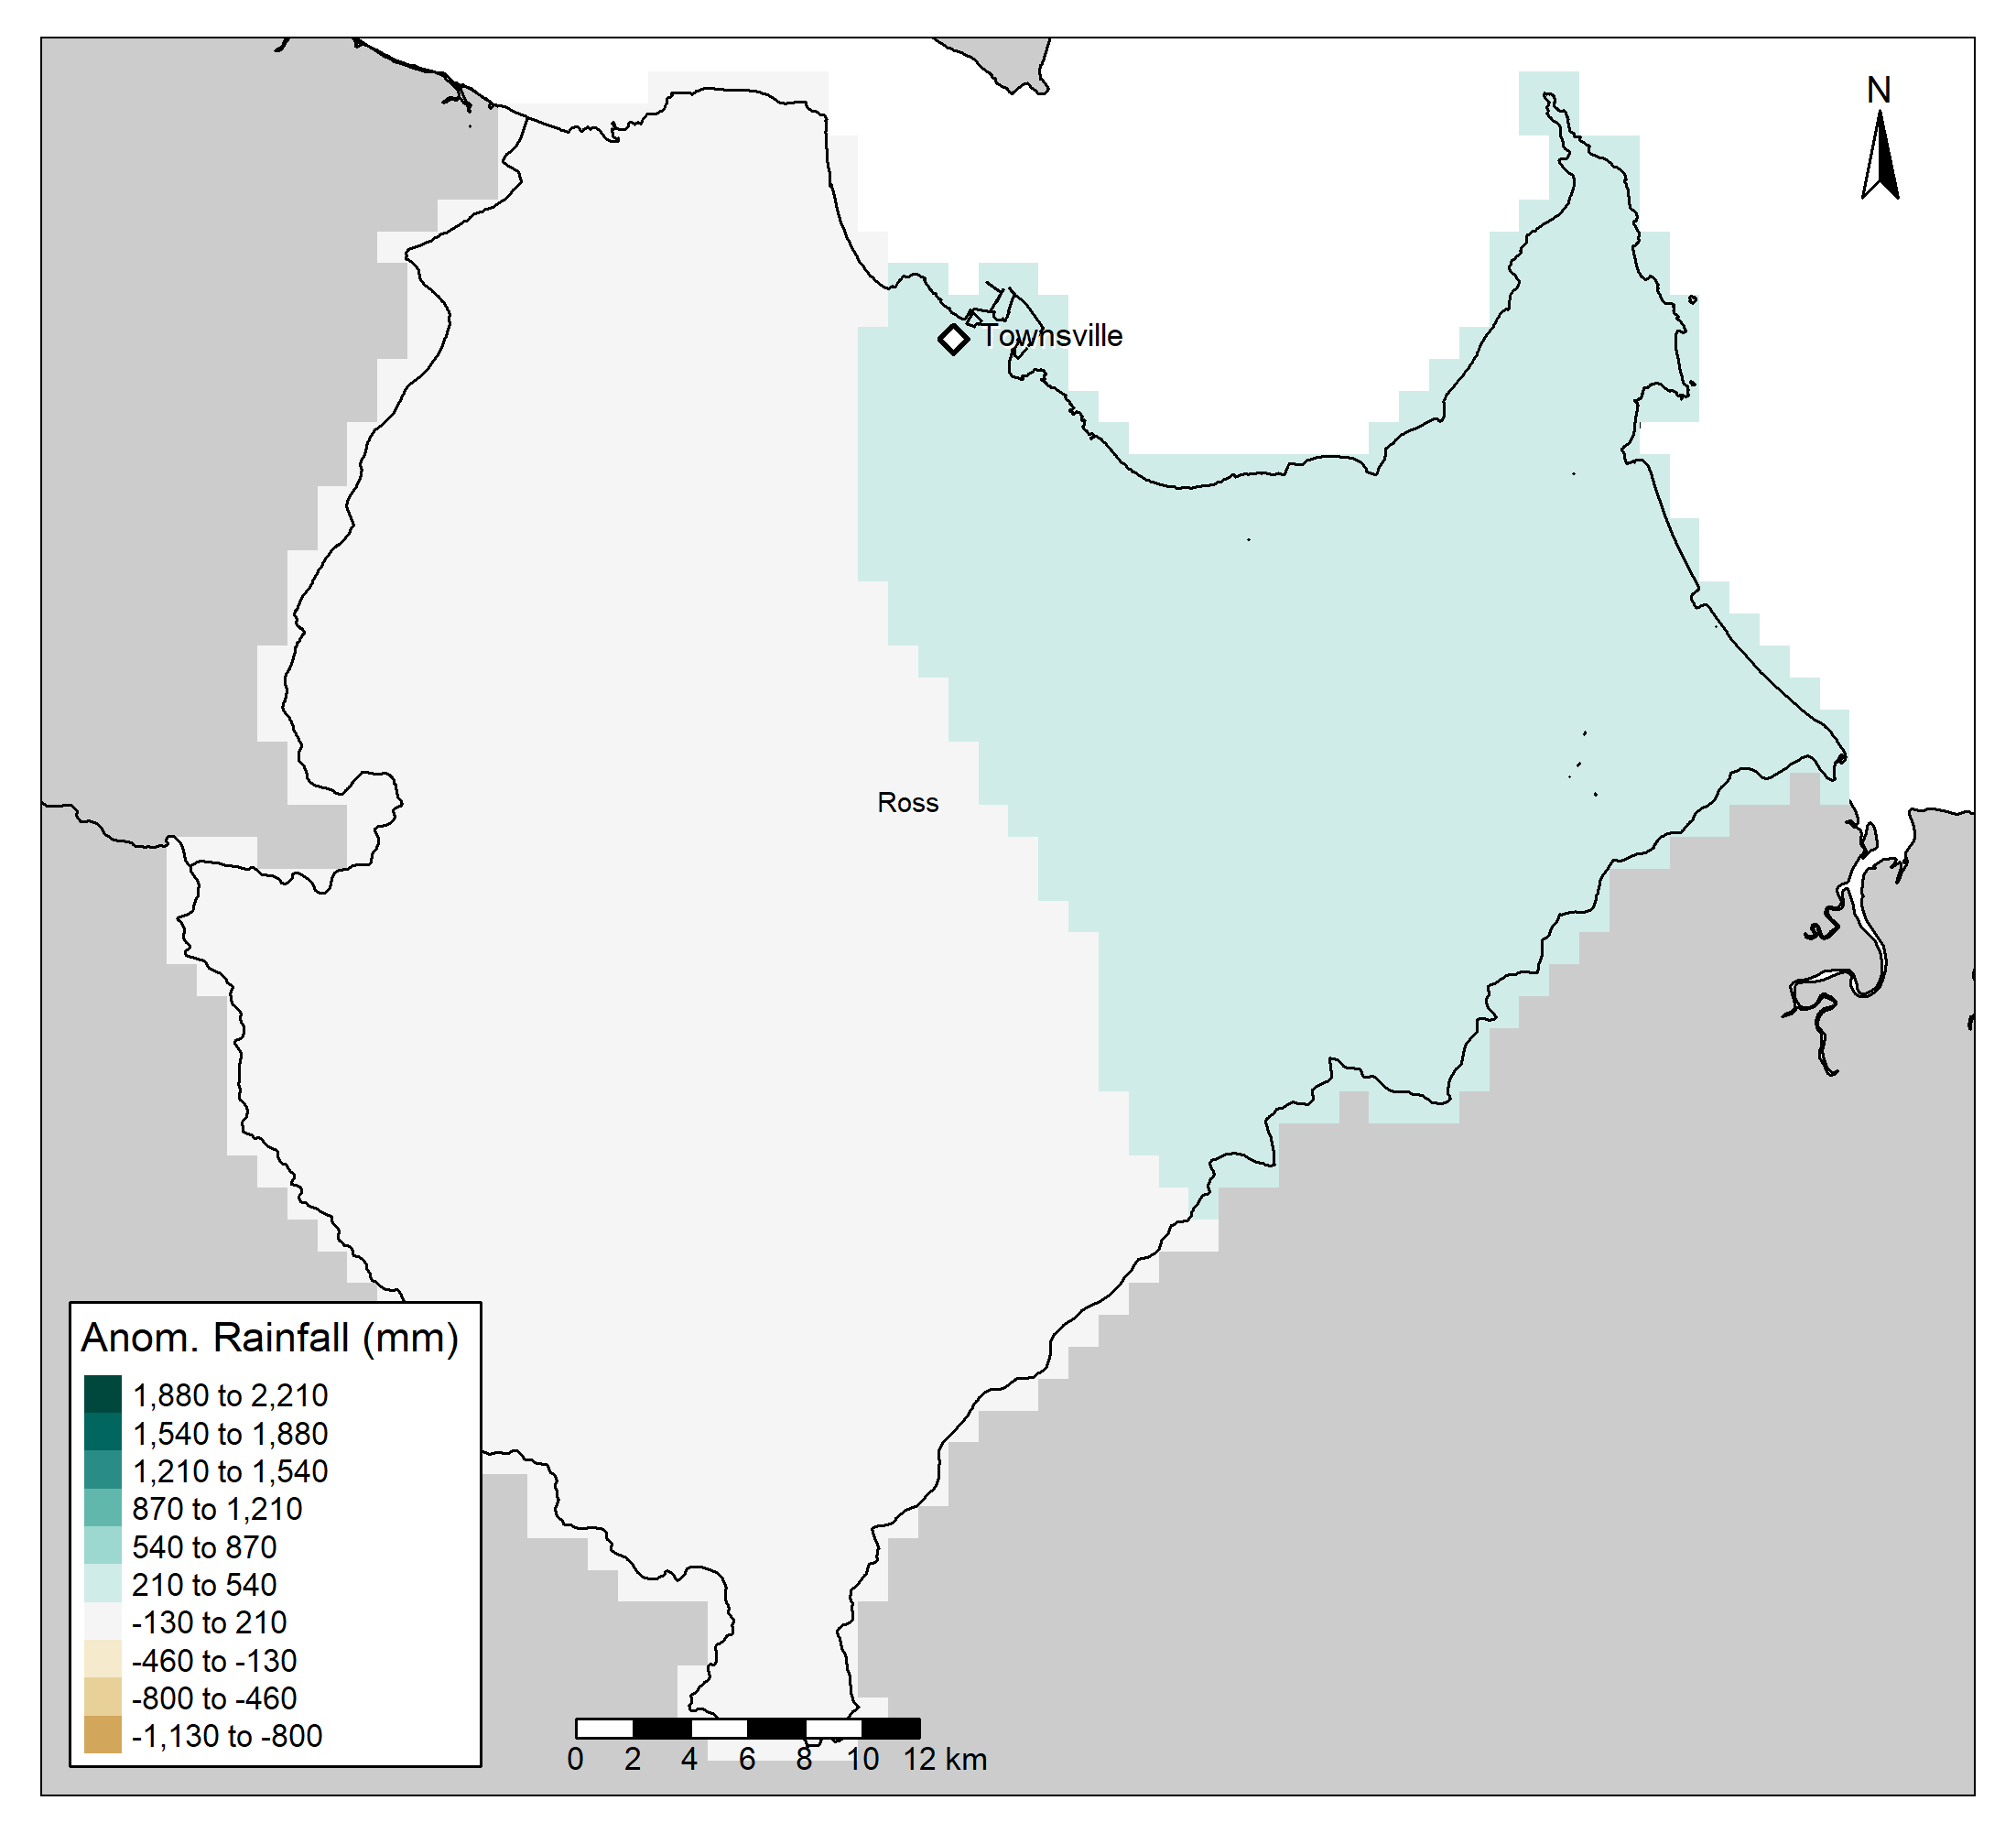 N
Townsville
Ross
Anom. Rainfall (mm)
1,880 to 2,210
1,540 to 1,880
1,210 to 1,540
870 to 1,210
540 to 870
210 to 540
-130 to 210
-460 to -130
-800 to -460
-1,130 to -800
0 2 4 6 8 10 12 km